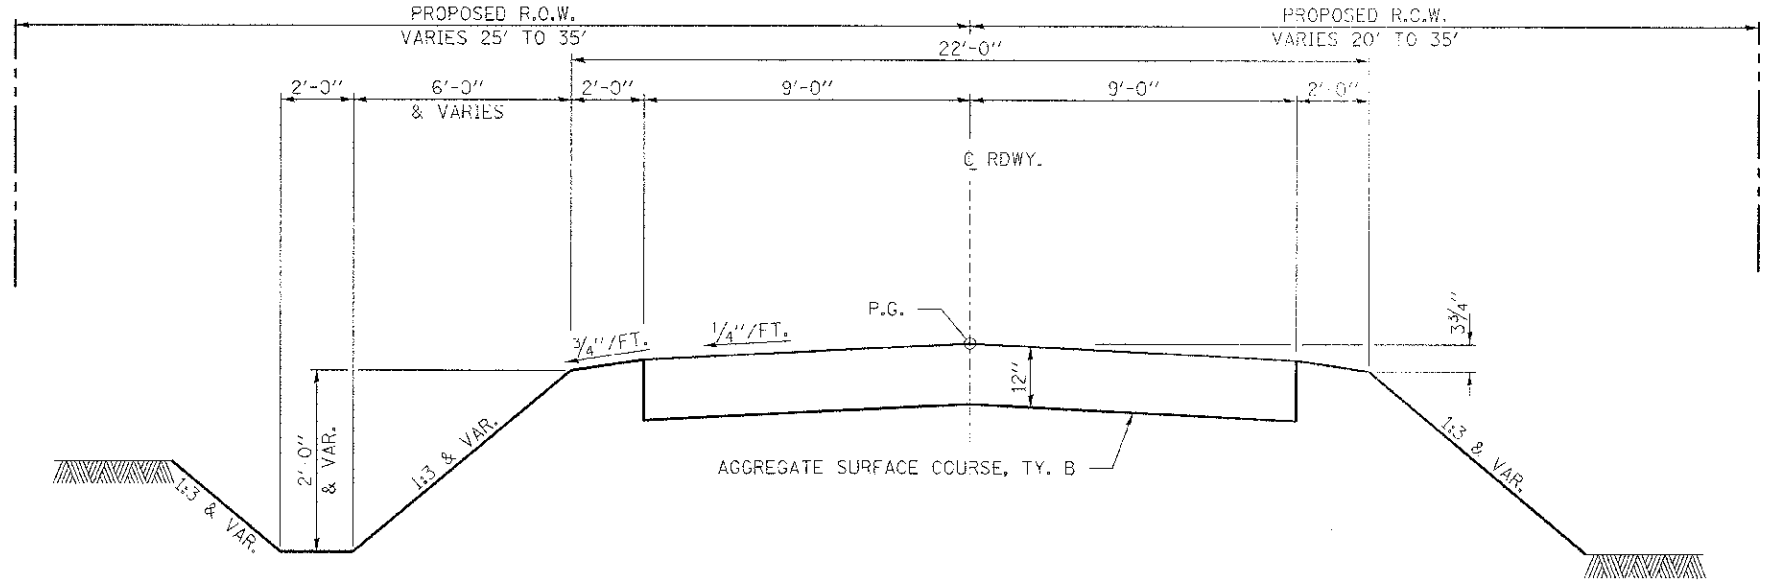 PROPOSED R.O.W.
VARIES 25' TO 35'
PROPOSED R.O.W.
VARIES 20' TO 35'
22'-0"
2'-0"
6'-0"
& VARIES
2'-0"
9'-0"
9'-0"
2'-0"
℄ RDWY.
P.G.
3/4"/FT.
1/4"/FT.
3 3/4"
12"
2'-0"
& VAR.
1:3 & VAR.
1:3 & VAR.
1:3 & VAR.
AGGREGATE SURFACE COURSE, TY. B